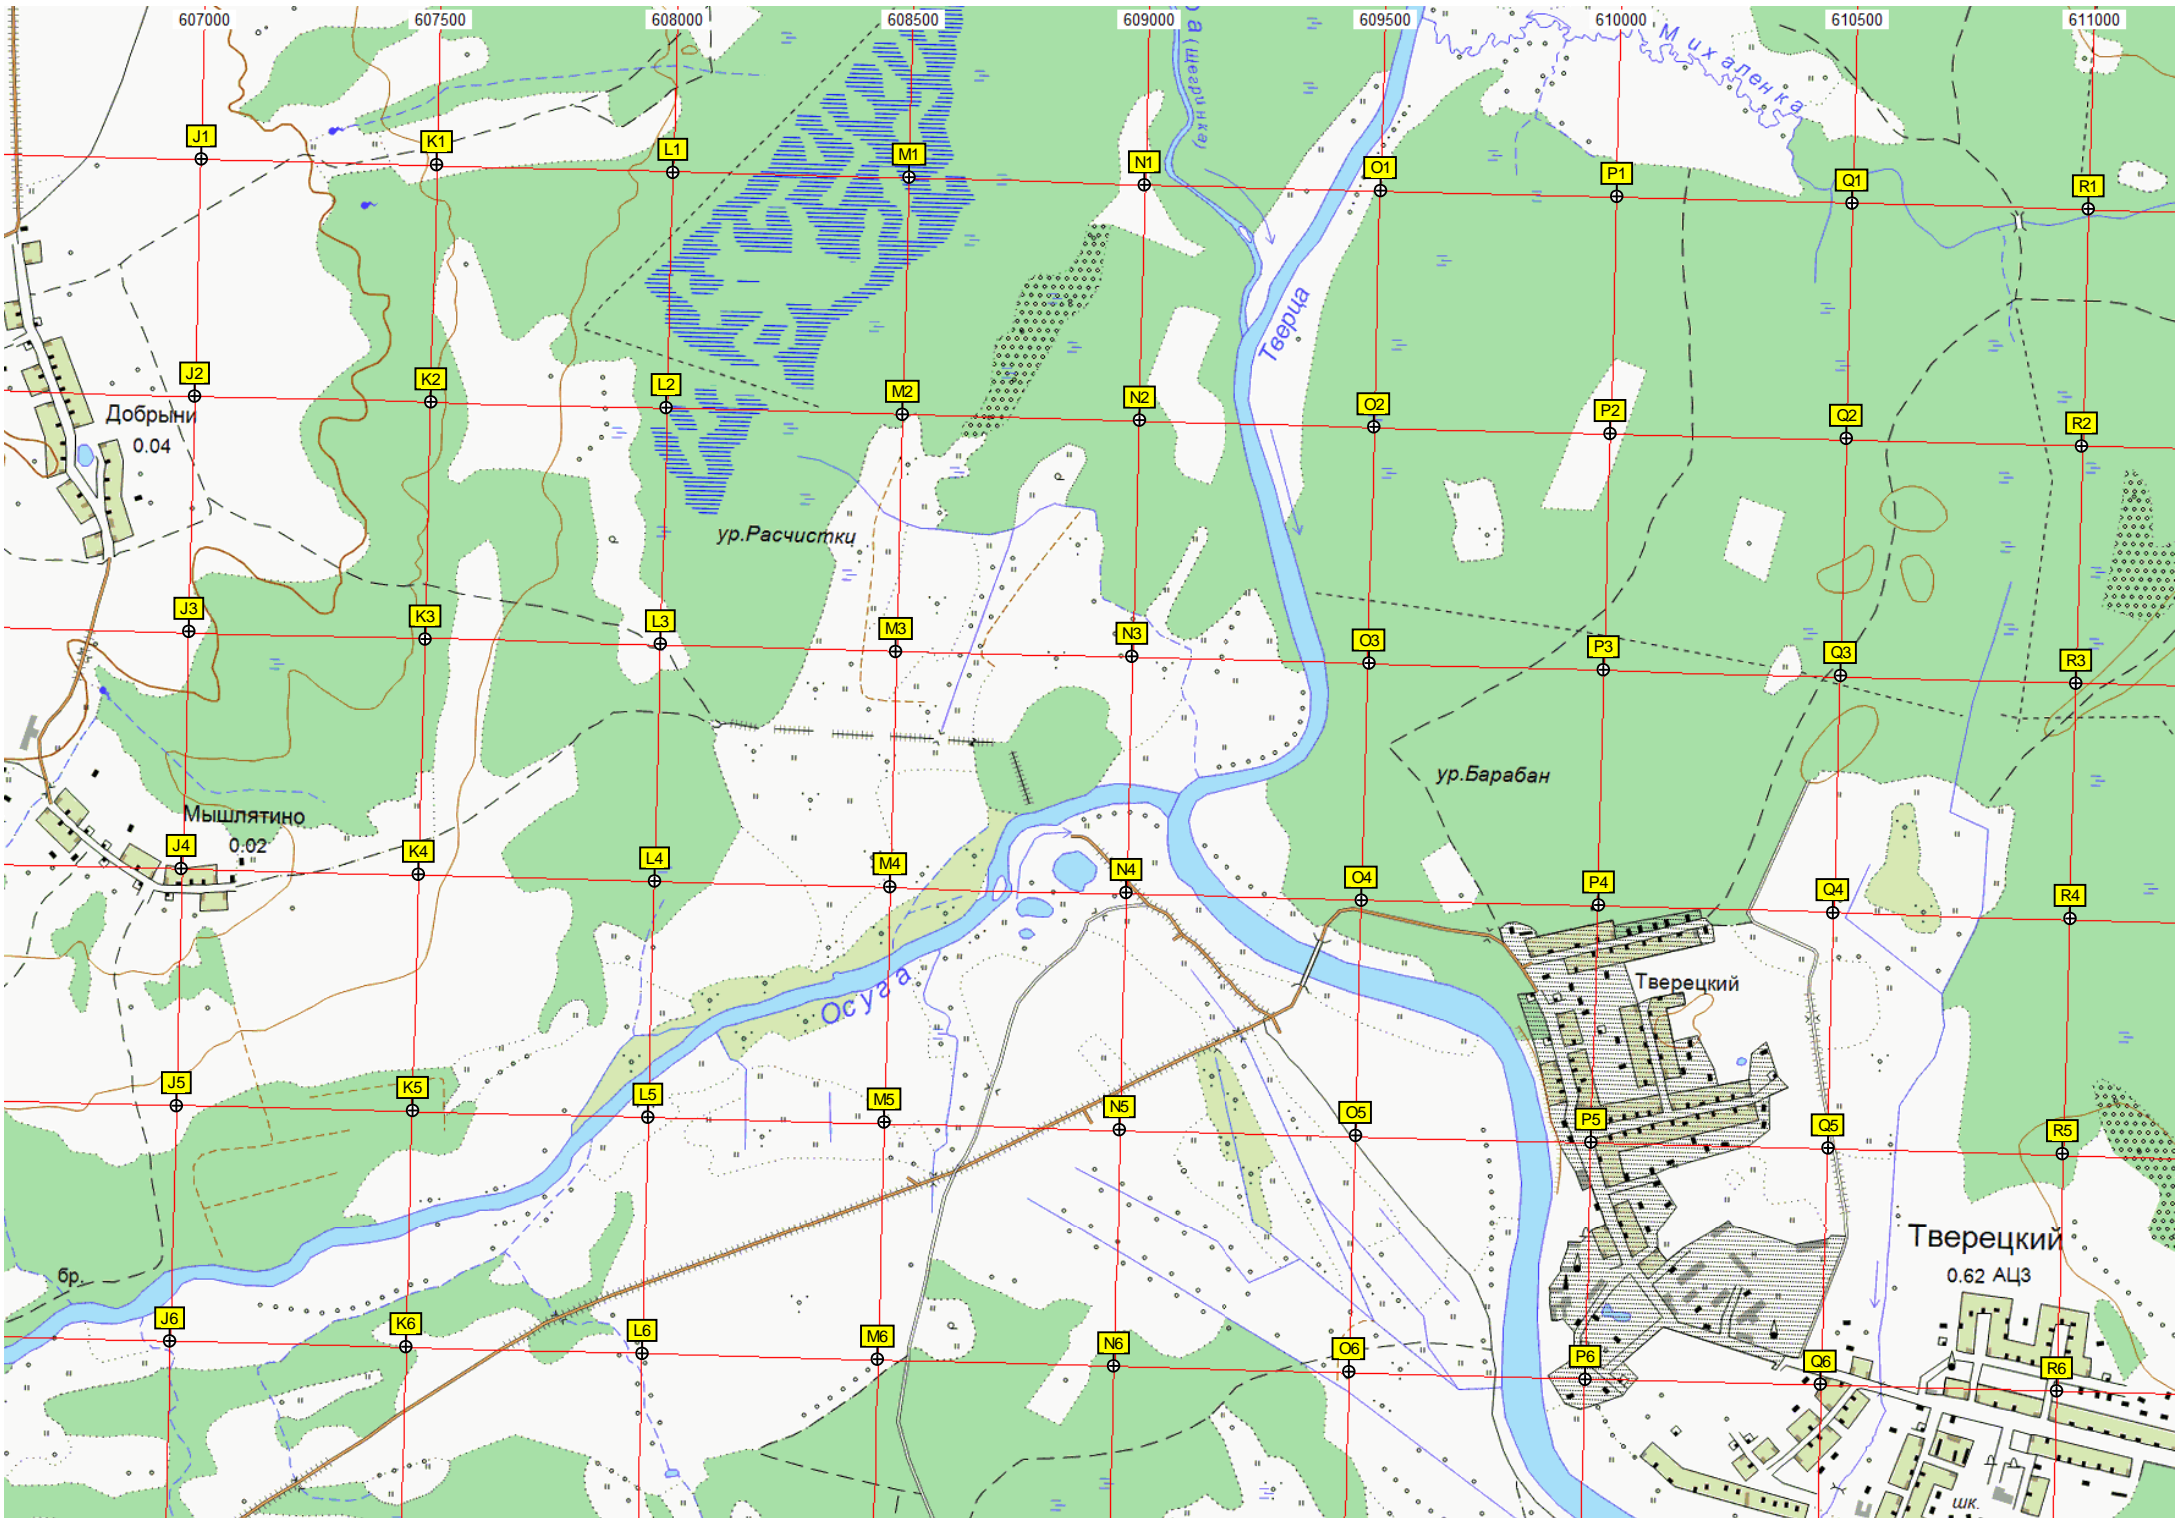 607000 607500 608000 608500 609000 609500 610000 610500 611000
ра (щегринка)
Михаленка
J1 K1 L1 M1 N1 O1 P1 Q1 R1
Тверца
J2 K2 L2 M2 N2 O2 P2 Q2 R2
Добрыни
0.04
ур.Расчистки
J3 K3 L3 M3 N3 O3 P3 Q3 R3
ур.Барабан
Мышлятино
0.02
J4 K4 L4 M4 N4 O4 P4 Q4 R4
Осуга
Тверецкий
J5 K5 L5 M5 N5 O5 P5 Q5 R5
Тверецкий
0.62 АЦЗ
бр.
J6 K6 L6 M6 N6 O6 P6 Q6 R6
шк.